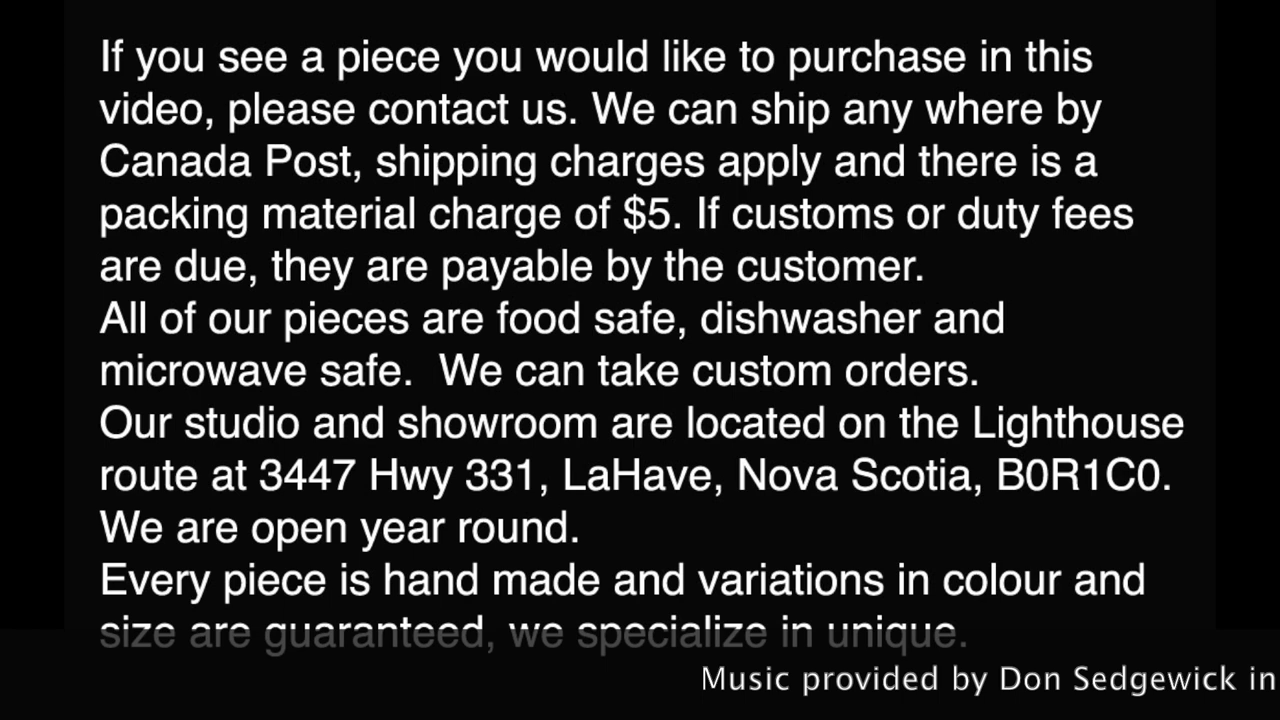 If you see a piece you would like to purchase in this
video, please contact us. We can ship any where by
Canada Post, shipping charges apply and there is a
packing material charge of $5. If customs or duty fees
are due, they are payable by the customer.
All of our pieces are food safe, dishwasher and
microwave safe.  We can take custom orders.
Our studio and showroom are located on the Lighthouse
route at 3447 Hwy 331, LaHave, Nova Scotia, B0R1C0.
We are open year round.
Every piece is hand made and variations in colour and
size are guaranteed, we specialize in unique.
Music provided by Don Sedgewick in